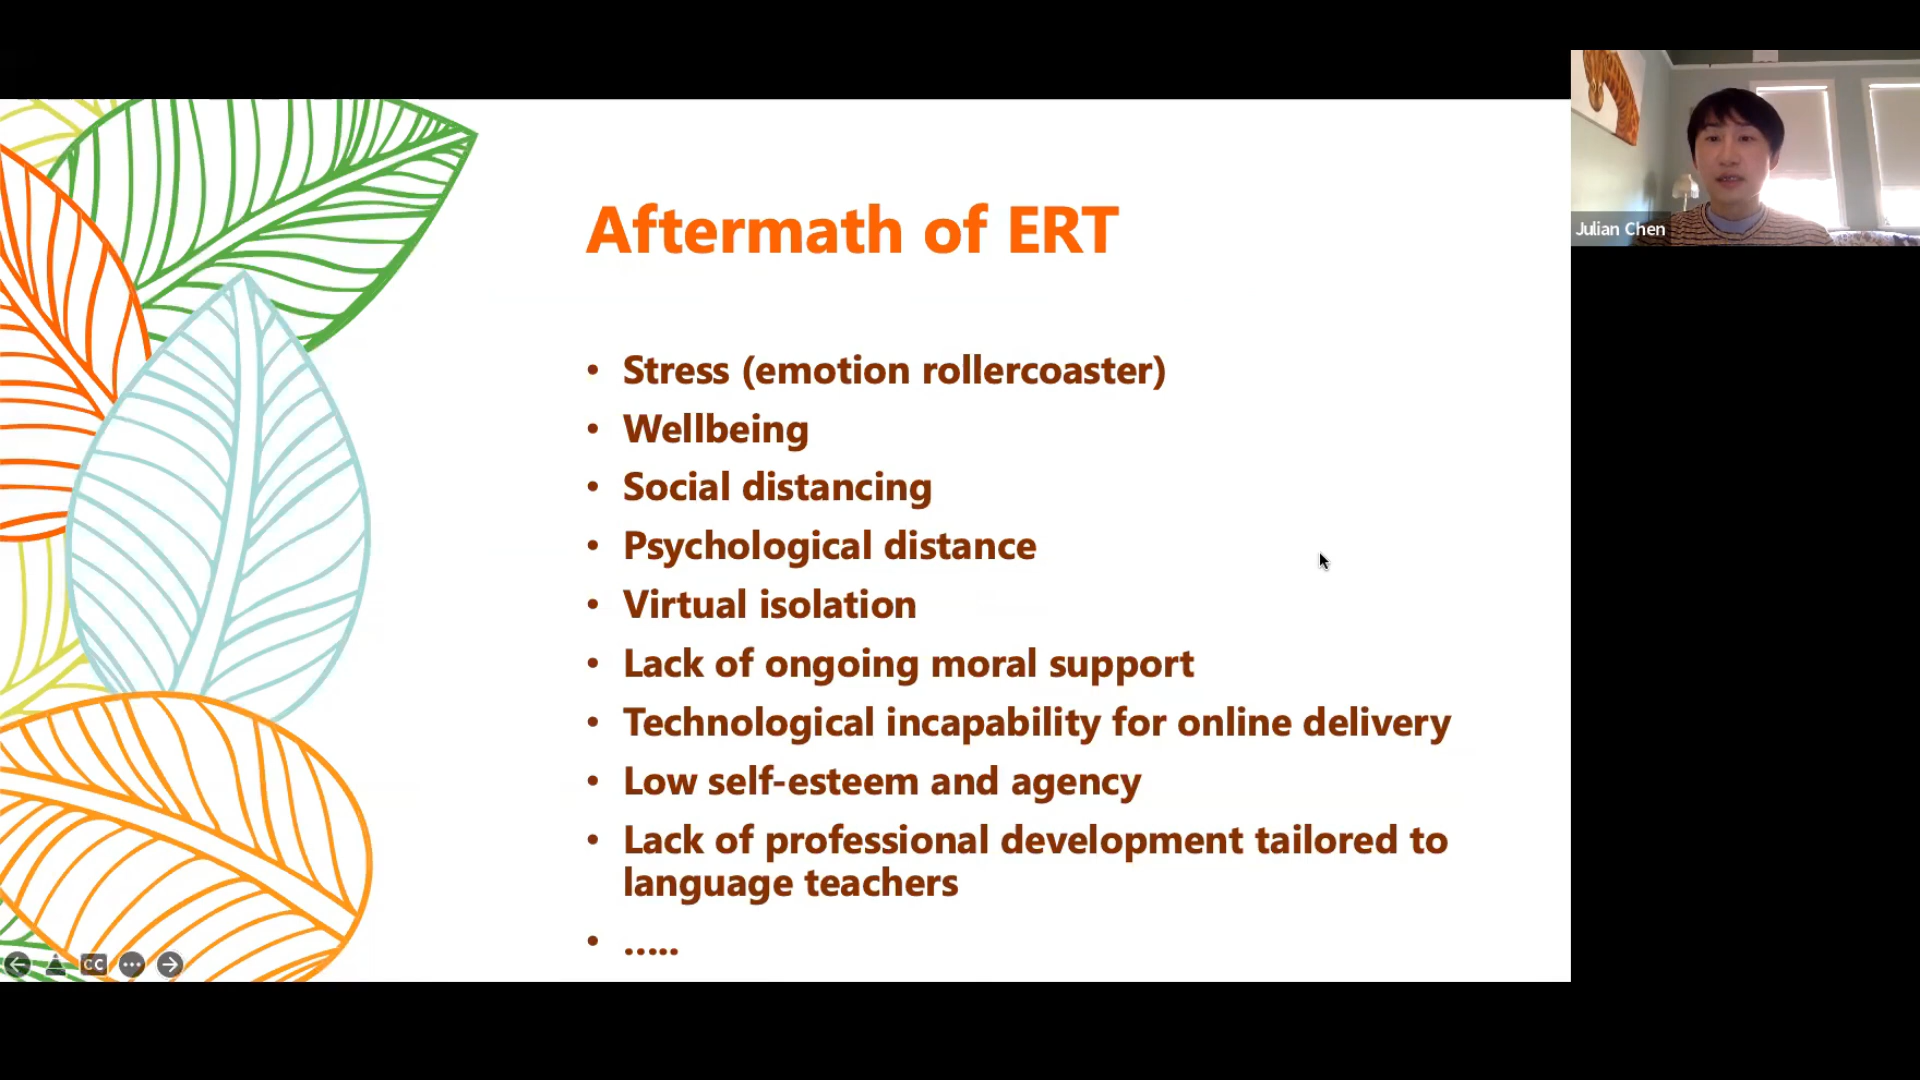 Aftermath of ERT
• Stress (emotion rollercoaster)
• Wellbeing
• Social distancing
• Psychological distance
• Virtual isolation
• Lack of ongoing moral support
• Technological incapability for online delivery
• Low self-esteem and agency
• Lack of professional development tailored to
language teachers
• .....
Julian Chen
CC